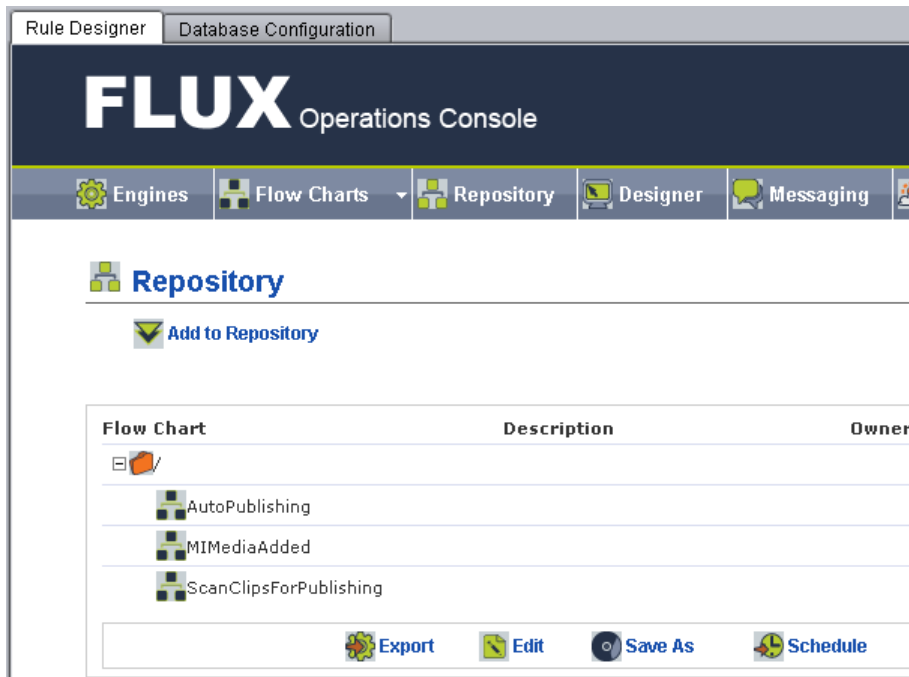 Rule Designer Database Configuration
FLUX Operations Console
Engines Flow Charts Repository Designer Messaging
Repository
Add to Repository
Flow Chart Description Owner
/
AutoPublishing
MIMediaAdded
ScanClipsForPublishing
Export Edit Save As Schedule